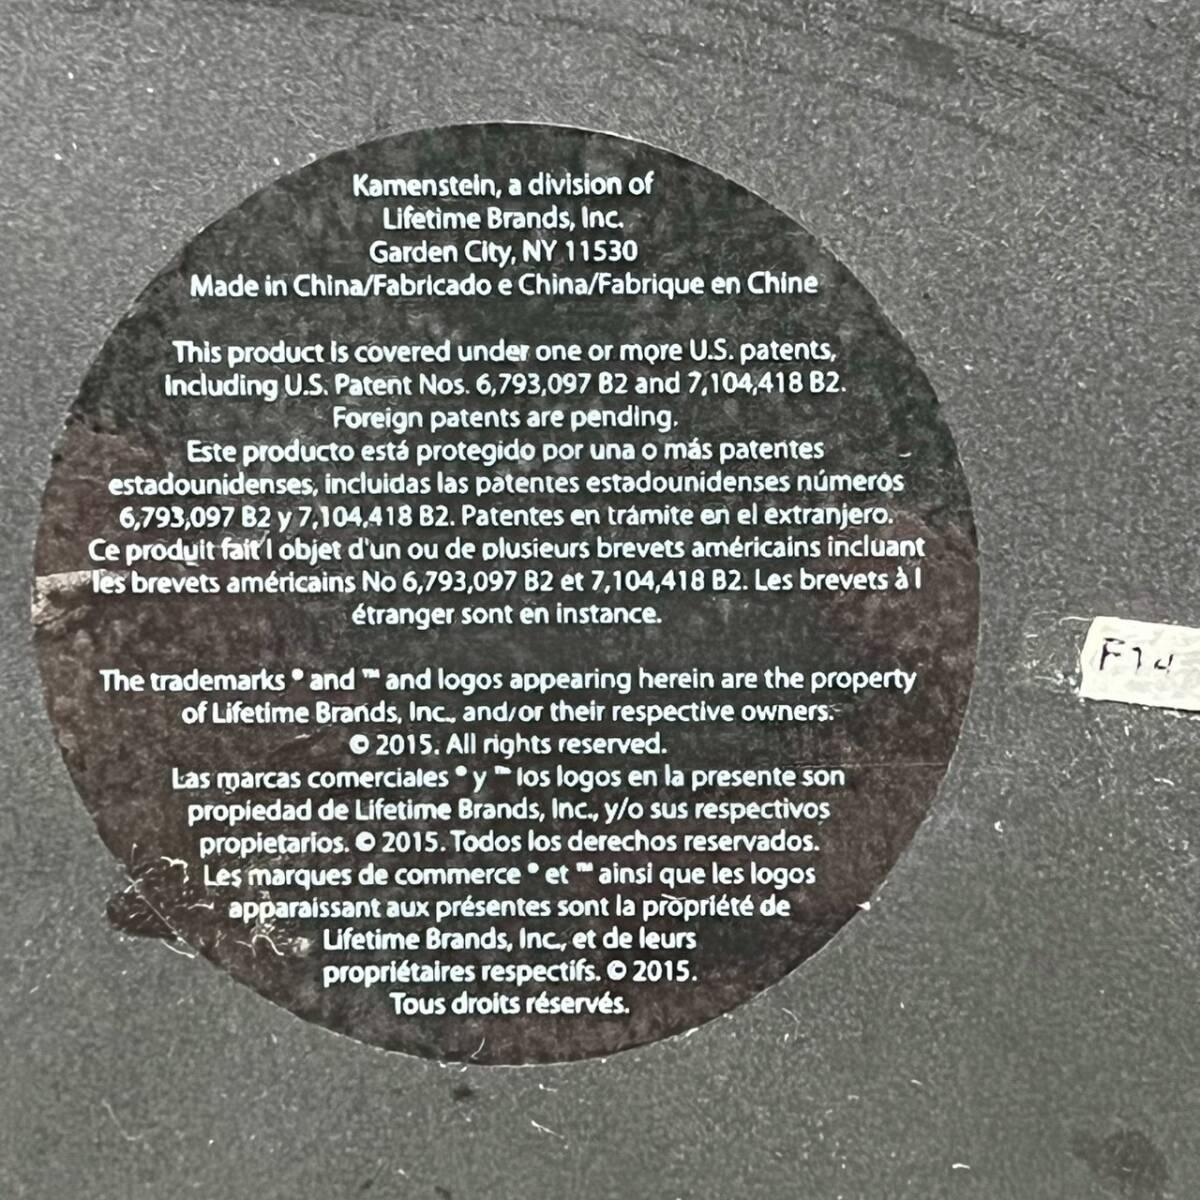 Kamenstein, a division of
Lifetime Brands, Inc.
Garden City, NY 11530
Made in China/Fabricado e China/Fabrique en Chine
This product is covered under one or more U.S. patents,
including U.S. Patent Nos. 6,793,097 B2 and 7,104,418 B2.
Foreign patents are pending.
Este producto está protegido por una o más patentes
estadounidenses, incluidas las patentes estadounidenses números
6,793,097 B2 y 7,104,418 B2. Patentes en trámite en el extranjero.
Ce produit fait l objet d'un ou de plusieurs brevets américains incluant
les brevets américains No 6,793,097 B2 et 7,104,418 B2. Les brevets à l
étranger sont en instance.
The trademarks ® and ™ and logos appearing herein are the property
of Lifetime Brands, Inc., and/or their respective owners.
© 2015. All rights reserved.
Las marcas comerciales ® y ™ los logos en la presente son
propiedad de Lifetime Brands, Inc., y/o sus respectivos
propietarios. © 2015. Todos los derechos reservados.
Les marques de commerce ® et ™ ainsi que les logos
apparaissant aux présentes sont la propriété de
Lifetime Brands, Inc., et de leurs
propriétaires respectifs. © 2015.
Tous droits réservés.